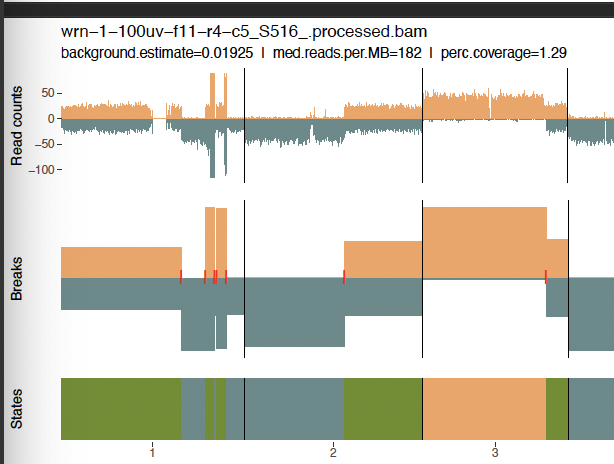 wrn−1−100uv−f11−r4−c5_S516_.processed.bam
background.estimate=0.01925 | med.reads.per.MB=182 | perc.coverage=1.29
Read counts
50
0
−50
−100
Breaks
States
1 2 3